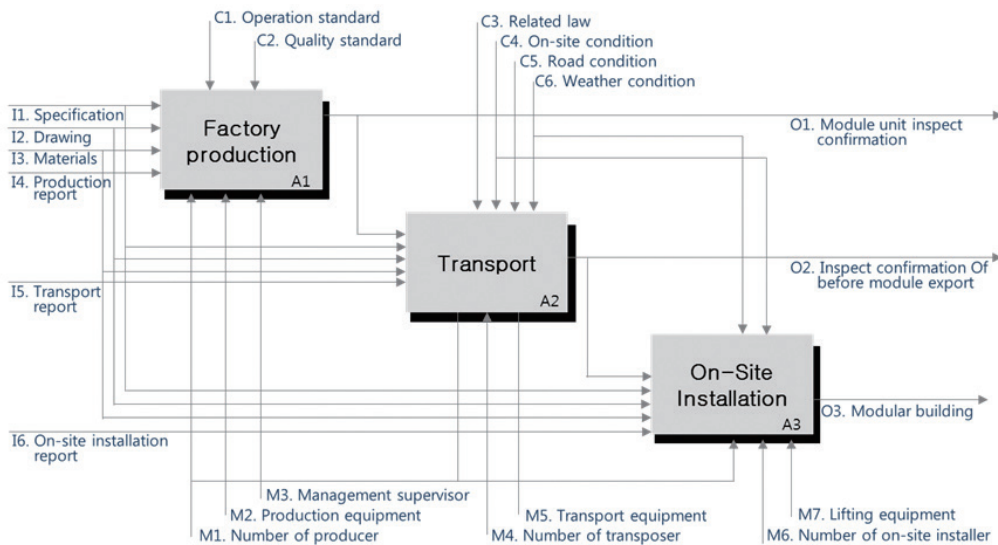 C1. Operation standard
C2. Quality standard
C3. Related law
C4. On-site condition
C5. Road condition
C6. Weather condition
I1. Specification
I2. Drawing
I3. Materials
I4. Production
report
Factory
production
A1
O1. Module unit inspect
confirmation
Transport
A2
I5. Transport
report
O2. Inspect confirmation Of
before module export
On-Site
Installation
A3
O3. Modular building
I6. On-site installation
report
M3. Management supervisor
M2. Production equipment
M1. Number of producer
M5. Transport equipment
M4. Number of transposer
M7. Lifting equipment
M6. Number of on-site installer